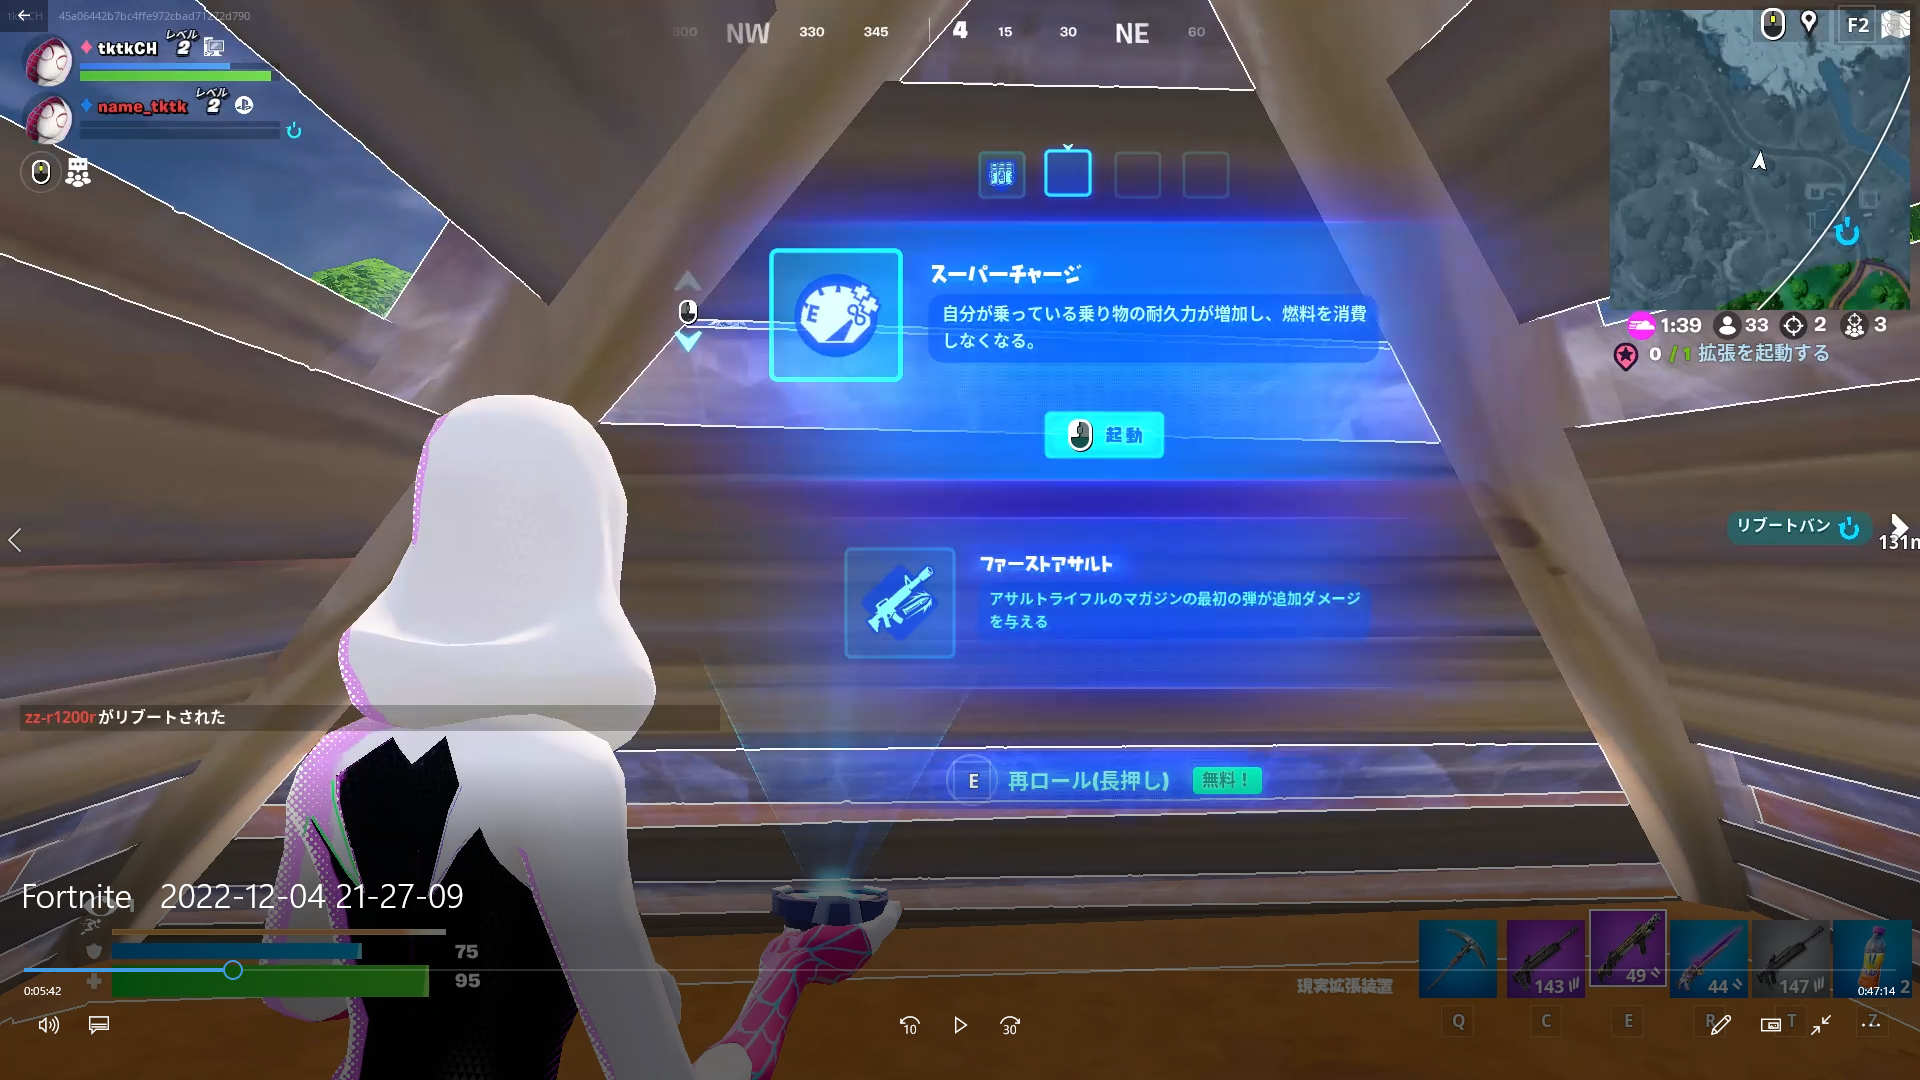 45a06442b7bc4ffe972cbad71272d790
tktkCH レベル 2
name_tktk レベル 2
300 NW 330 345 4 15 30 NE 60
F2
スーパーチャージ
自分が乗っている乗り物の耐久力が増加し、燃料を消費
しなくなる。
起動
1:39 33 2 3
0 / 1 拡張を起動する
リブートバン
131m
ファーストアサルト
アサルトライフルのマガジンの最初の弾が追加ダメージ
を与える
zz-r1200rがリブートされた
E 再ロール(長押し) 無料！
Fortnite 2022-12-04 21-27-09
75
95
現実拡張装置
143 49 44 147 2
0:05:42
0:47:14
Q C E R T Z
10 30